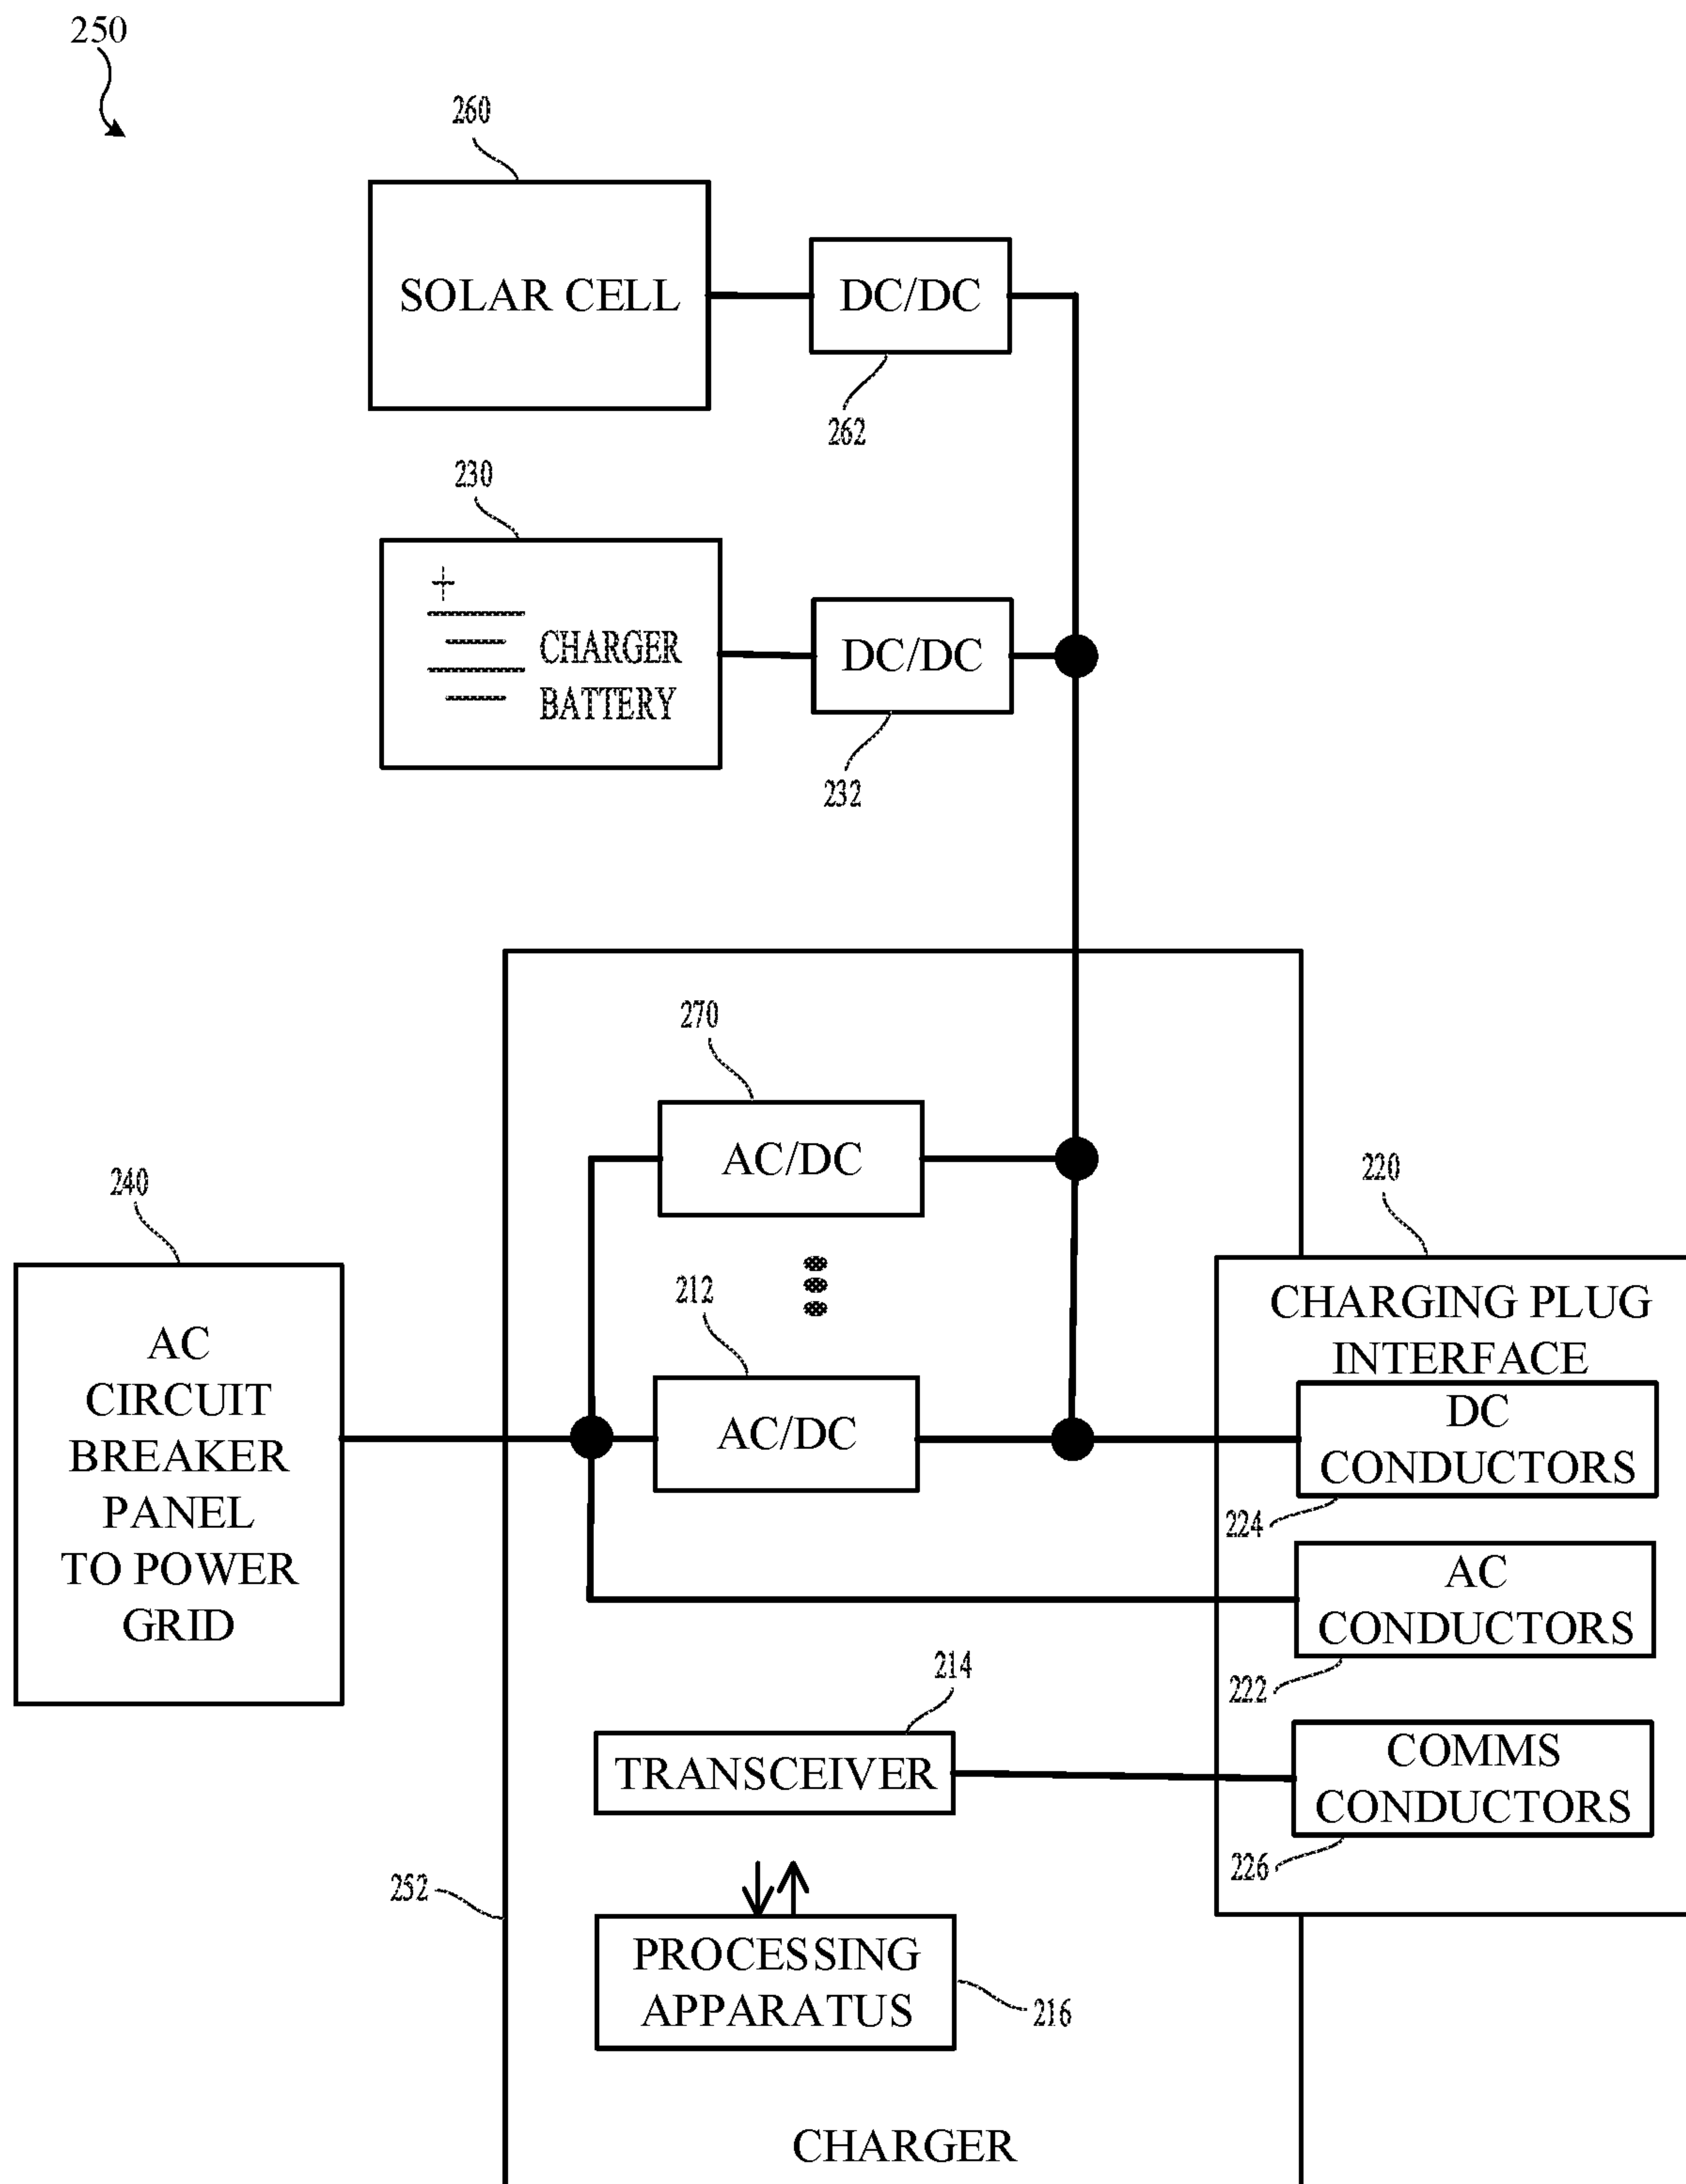 250
260
SOLAR CELL
DC/DC
262
230
+
CHARGER
BATTERY
DC/DC
232
270
AC/DC
240
AC
CIRCUIT
BREAKER
PANEL
TO POWER
GRID
212
AC/DC
220
CHARGING PLUG
INTERFACE
DC
CONDUCTORS
224
AC
CONDUCTORS
222
214
TRANSCEIVER
COMMS
CONDUCTORS
226
252
PROCESSING
APPARATUS
216
CHARGER